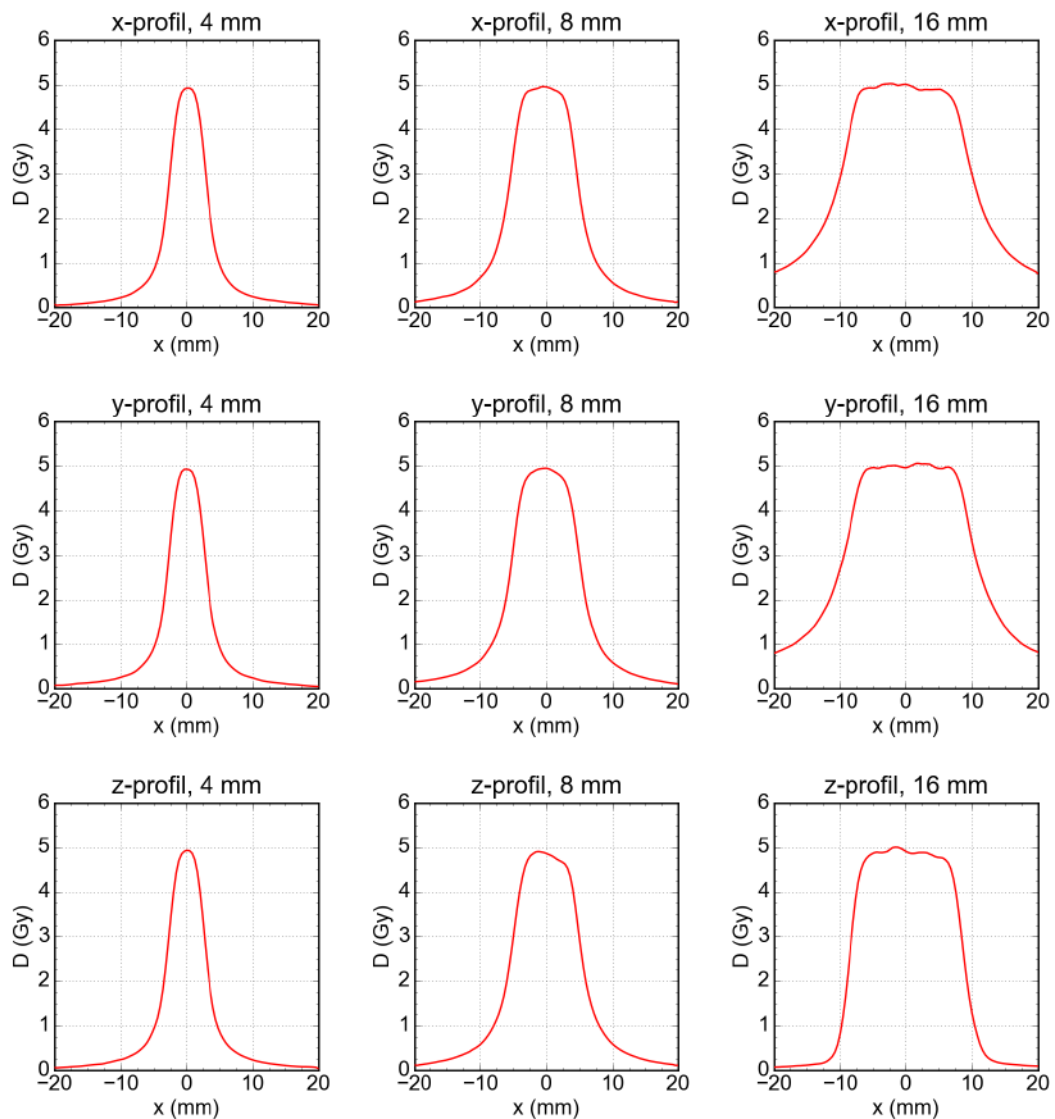 x-profil, 4 mm
x-profil, 8 mm
x-profil, 16 mm
6
5
4
3
2
1
0
D (Gy)
−20 −10 0 10 20
x (mm)
6
5
4
3
2
1
0
D (Gy)
−20 −10 0 10 20
x (mm)
6
5
4
3
2
1
0
D (Gy)
−20 −10 0 10 20
x (mm)
y-profil, 4 mm
y-profil, 8 mm
y-profil, 16 mm
6
5
4
3
2
1
0
D (Gy)
−20 −10 0 10 20
x (mm)
6
5
4
3
2
1
0
D (Gy)
−20 −10 0 10 20
x (mm)
6
5
4
3
2
1
0
D (Gy)
−20 −10 0 10 20
x (mm)
z-profil, 4 mm
z-profil, 8 mm
z-profil, 16 mm
6
5
4
3
2
1
0
D (Gy)
−20 −10 0 10 20
x (mm)
6
5
4
3
2
1
0
D (Gy)
−20 −10 0 10 20
x (mm)
6
5
4
3
2
1
0
D (Gy)
−20 −10 0 10 20
x (mm)